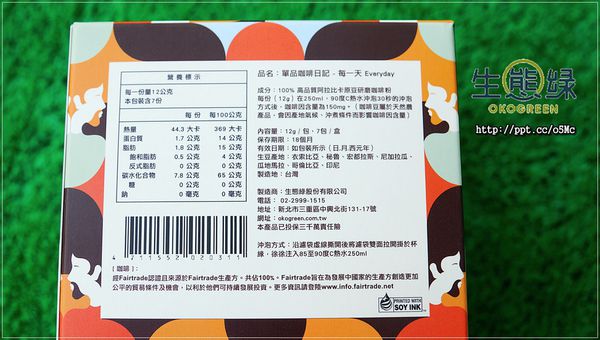 營養標示
每一份量12公克
本包裝含7份
每份 每100公克
熱量 44.3 大卡 369 大卡
蛋白質 1.7 公克 14 公克
脂肪 1.8 公克 15 公克
飽和脂肪 0.5 公克 4 公克
反式脂肪 0 公克 0 公克
碳水化合物 7.8 公克 65 公克
糖 0 公克 0 公克
鈉 0 毫克 0 毫克
4 711552 020311
品名：單品咖啡日記 - 每一天 Everyday
成分：100% 高品質阿拉比卡原豆研磨咖啡粉
每份（12g）在250ml，90度C熱水沖泡30秒的沖泡
方式後，咖啡因含量為150mg。（咖啡豆屬於天然農
產，會因產地氣候、沖煮條件而影響咖啡因含量）
內容量：12g / 包，7包 / 盒
保存期限：18個月
有效日期：如包裝所示（日.月.西元年）
生豆產地：衣索比亞、秘魯、宏都拉斯、尼加拉瓜、
瓜地馬拉、哥倫比亞、印尼
製造地：台灣
製造商：生態綠股份有限公司
電話：02-2999-1515
地址：新北市三重區中興北街131-17號
網址：okogreen.com.tw
本產品已投保三千萬責任險
沖泡方式：沿濾袋虛線撕開後將濾袋雙面拉開掛於杯
緣，徐徐注入85至90度C熱水250ml
[咖啡]：
經Fairtrade認證且來源於Fairtrade生產方。共佔100%。Fairtrade旨在為發展中國家的生產方創造更加
公平的貿易條件及機會，以利於他們可持續發展投資。更多資訊請登陸www.info.fairtrade.net
PRINTED WITH
SOY INK
生態綠
OKOGREEN
http://ppt.cc/o5Mc